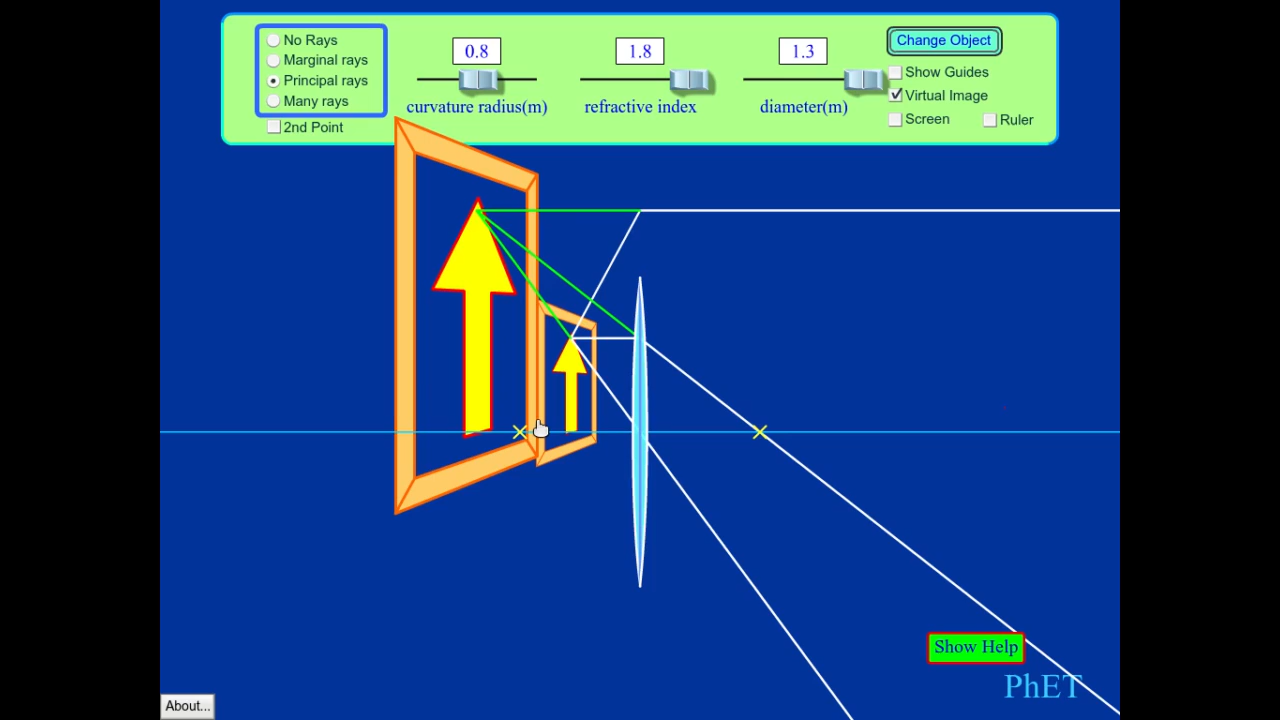 No Rays
Marginal rays
Principal rays
Many rays
2nd Point
0.8
curvature radius(m)
1.8
refractive index
1.3
diameter(m)
Change Object
Show Guides
Virtual Image
Screen
Ruler
Show Help
PhET
About...